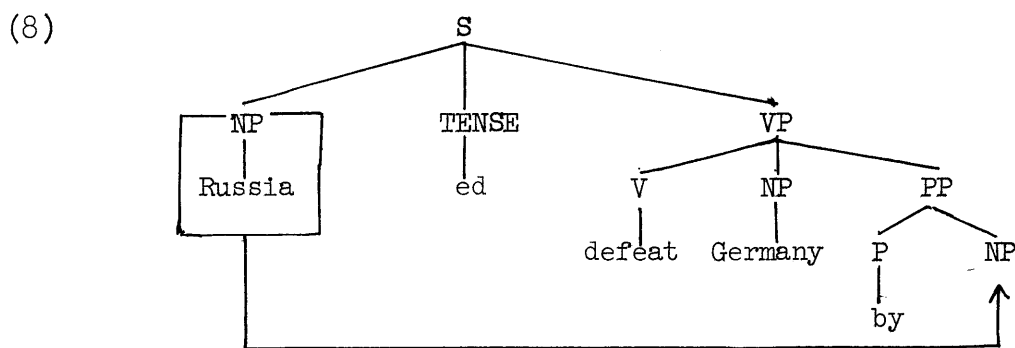 (8)
S
NP TENSE VP
Russia ed V NP PP
defeat Germany P NP
by